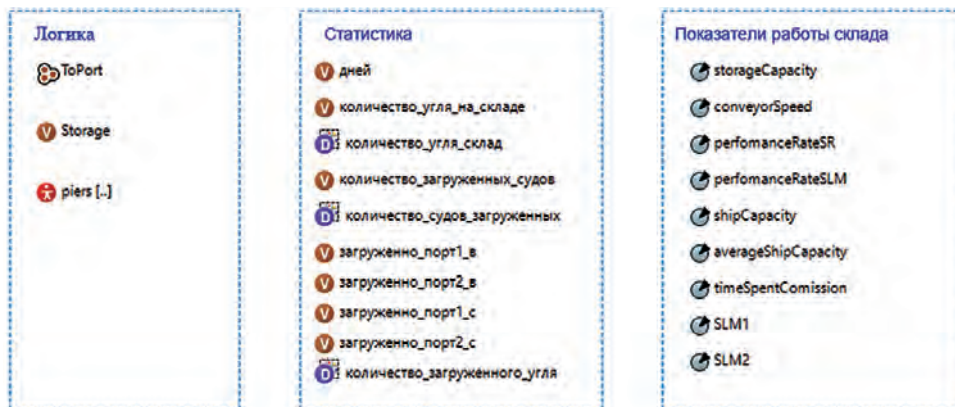 Логика
ToPort
V Storage
piers [..]
Статистика
V дней
V количество_угля_на_складе
D количество_угля_склад
V количество_загруженных_судов
D количество_судов_загруженных
V загруженно_порт1_в
V загруженно_порт2_в
V загруженно_порт1_с
V загруженно_порт2_с
D количество_загруженного_угля
Показатели работы склада
storageCapacity
conveyorSpeed
perfomanceRateSR
perfomanceRateSLM
shipCapacity
averageShipCapacity
timeSpentComission
SLM1
SLM2